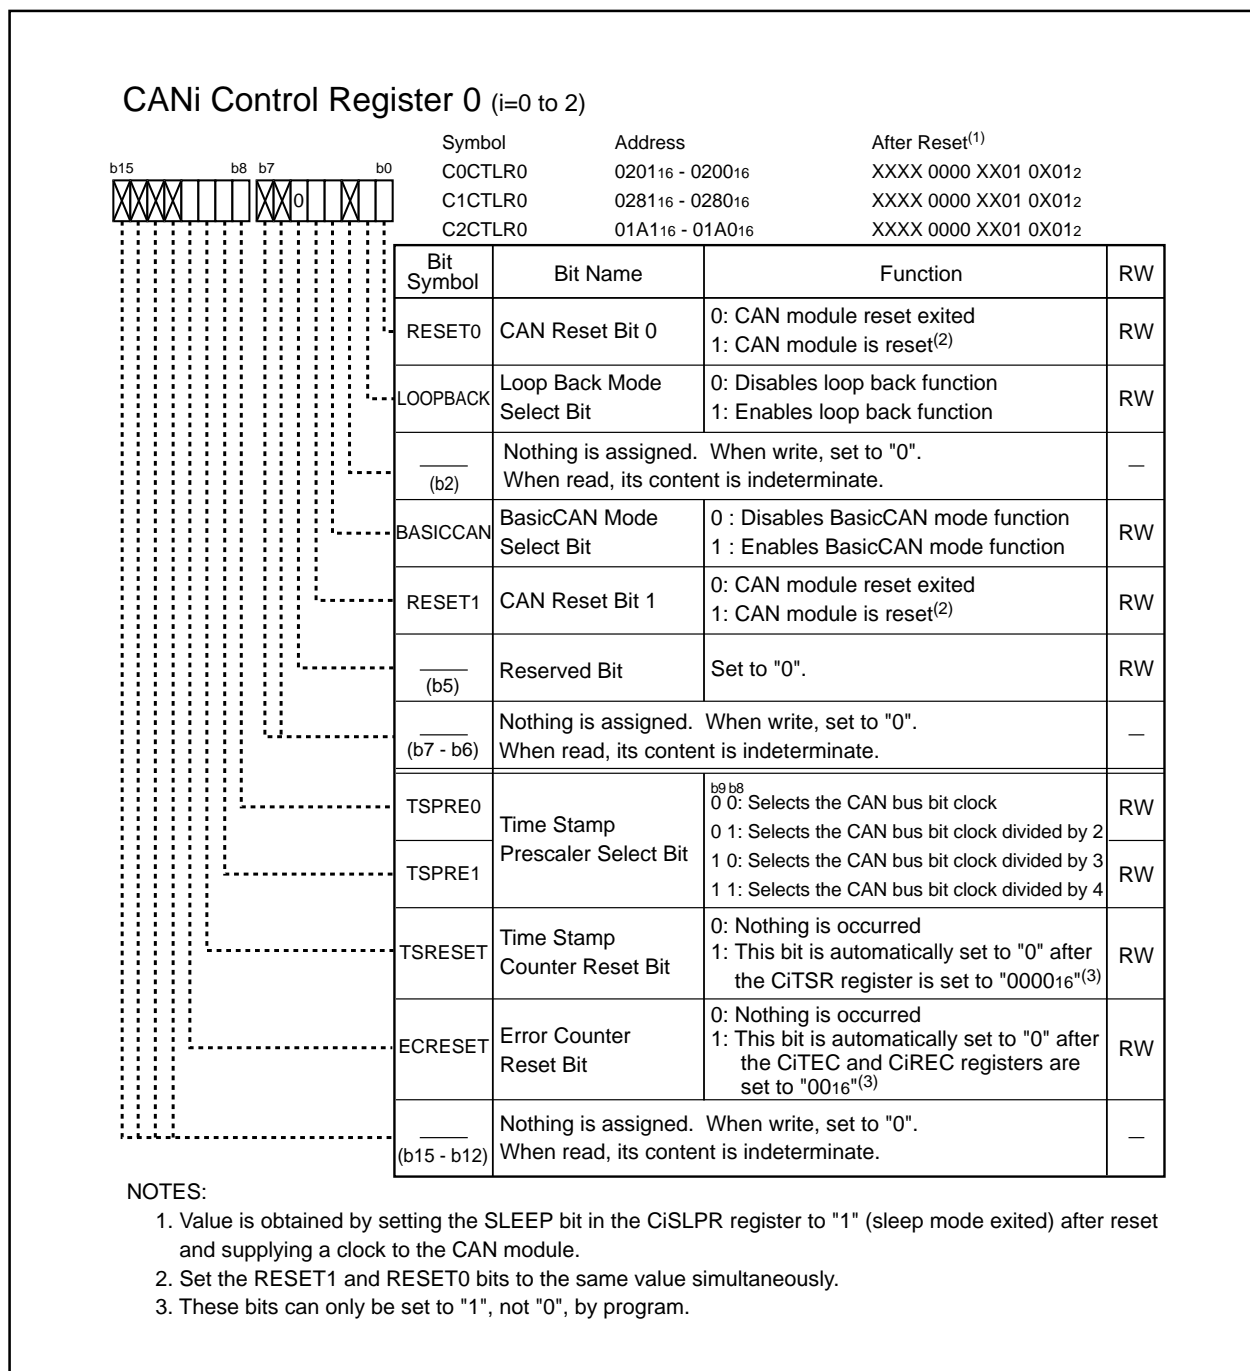 CANi Control Register 0 (i=0 to 2)
Symbol Address After Reset(1)
b15 b8 b7 b0
C0CTLR0 020116 - 020016 XXXX 0000 XX01 0X012
C1CTLR0 028116 - 028016 XXXX 0000 XX01 0X012
C2CTLR0 01A116 - 01A016 XXXX 0000 XX01 0X012
0
Bit Symbol Bit Name Function RW
RESET0 CAN Reset Bit 0 0: CAN module reset exited
1: CAN module is reset(2) RW
LOOPBACK Loop Back Mode Select Bit 0: Disables loop back function
1: Enables loop back function RW
(b2) Nothing is assigned. When write, set to "0".
When read, its content is indeterminate. —
BASICCAN BasicCAN Mode Select Bit 0 : Disables BasicCAN mode function
1 : Enables BasicCAN mode function RW
RESET1 CAN Reset Bit 1 0: CAN module reset exited
1: CAN module is reset(2) RW
(b5) Reserved Bit Set to "0". RW
(b7 - b6) Nothing is assigned. When write, set to "0".
When read, its content is indeterminate. —
TSPRE0 Time Stamp Prescaler Select Bit b9 b8
0 0: Selects the CAN bus bit clock RW
0 1: Selects the CAN bus bit clock divided by 2
TSPRE1 1 0: Selects the CAN bus bit clock divided by 3 RW
1 1: Selects the CAN bus bit clock divided by 4
TSRESET Time Stamp Counter Reset Bit 0: Nothing is occurred
1: This bit is automatically set to "0" after RW
the CiTSR register is set to "000016"(3)
ECRESET Error Counter Reset Bit 0: Nothing is occurred
1: This bit is automatically set to "0" after RW
the CiTEC and CiREC registers are
set to "0016"(3)
(b15 - b12) Nothing is assigned. When write, set to "0".
When read, its content is indeterminate. —
NOTES:
1. Value is obtained by setting the SLEEP bit in the CiSLPR register to "1" (sleep mode exited) after reset
and supplying a clock to the CAN module.
2. Set the RESET1 and RESET0 bits to the same value simultaneously.
3. These bits can only be set to "1", not "0", by program.